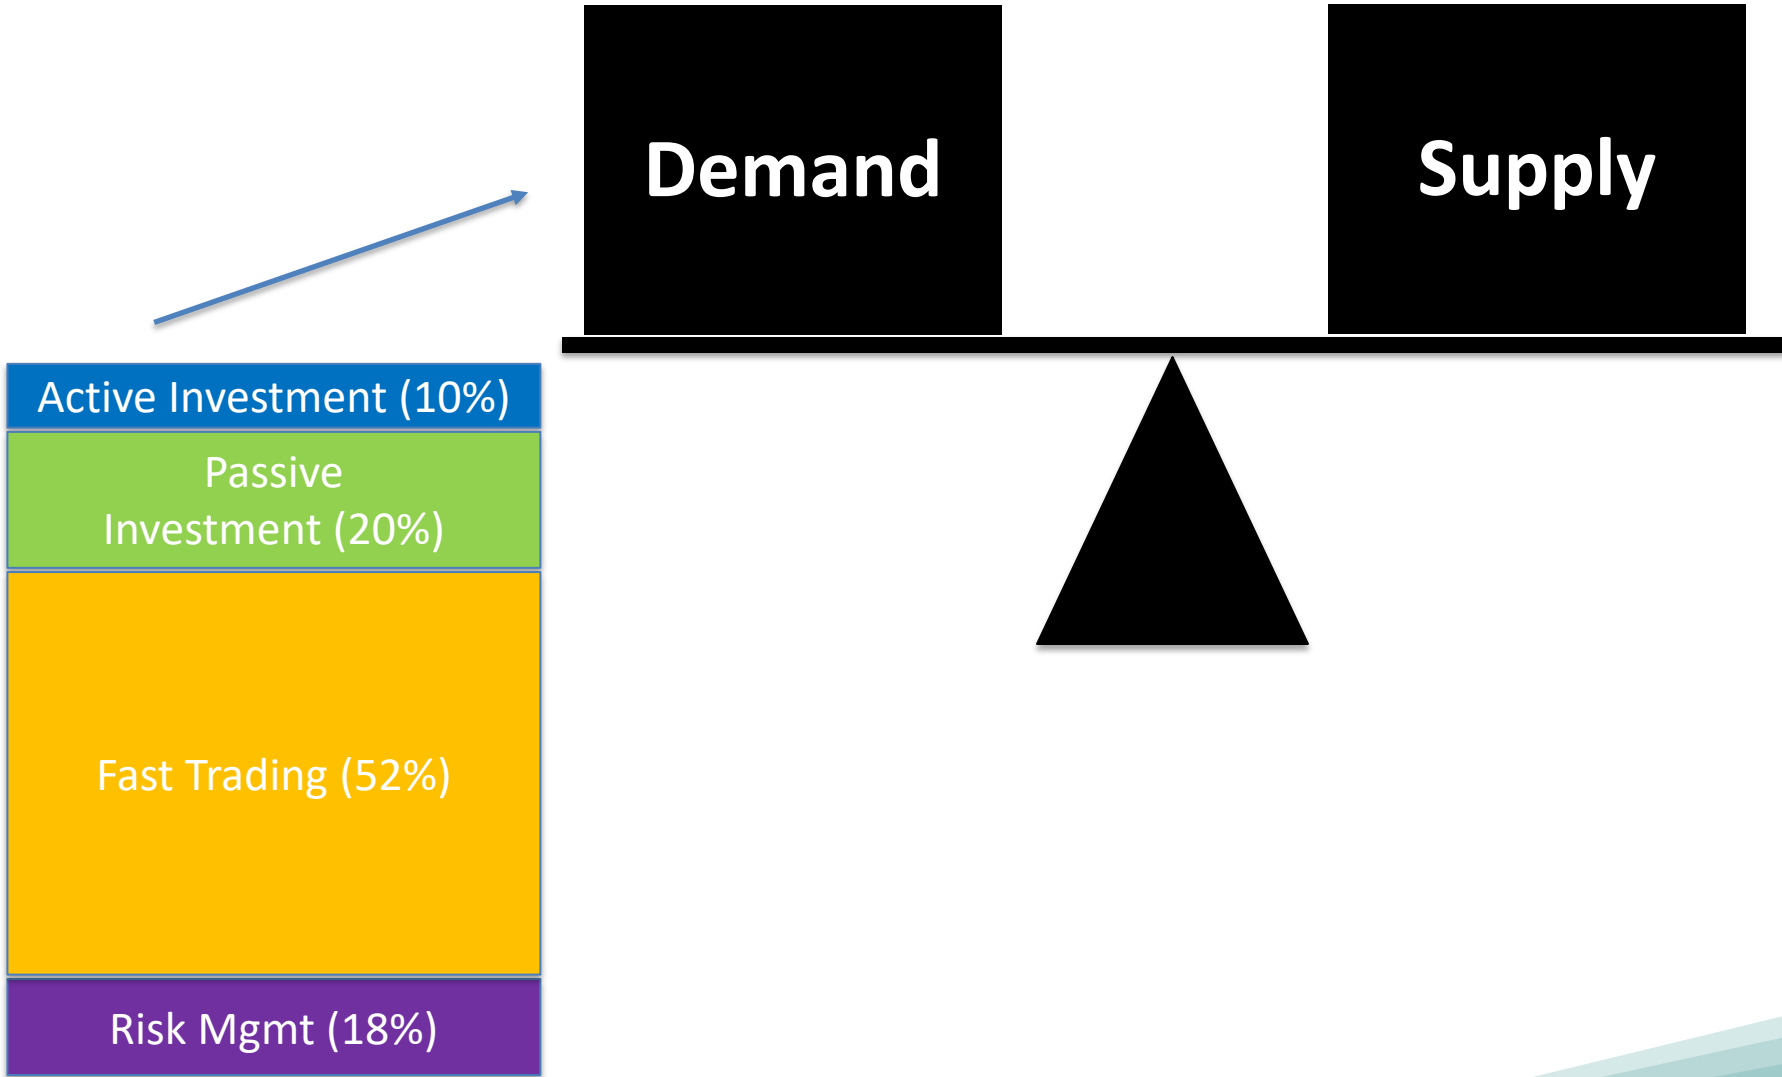 Demand
Supply
Active Investment (10%)
Passive
Investment (20%)
Fast Trading (52%)
Risk Mgmt (18%)